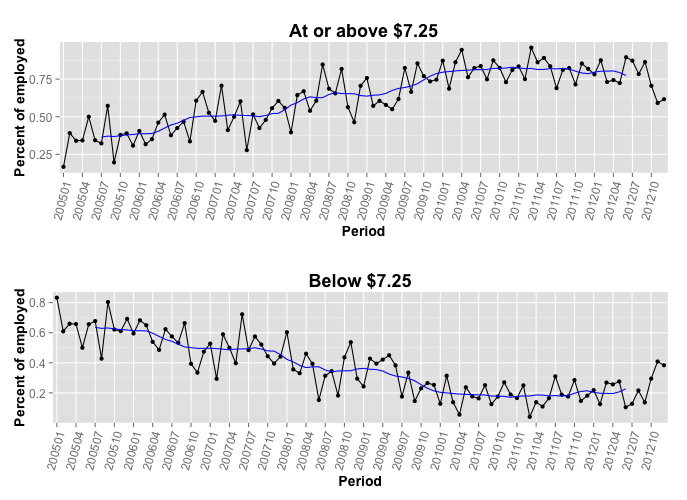 At or above $7.25
Percent of employed
0.75
0.50
0.25
200501 200504 200507 200510 200601 200604 200607 200610 200701 200704 200707 200710 200801 200804 200807 200810 200901 200904 200907 200910 201001 201004 201007 201010 201101 201104 201107 201110 201201 201204 201207 201210
Period
Below $7.25
Percent of employed
0.8
0.6
0.4
0.2
200501 200504 200507 200510 200601 200604 200607 200610 200701 200704 200707 200710 200801 200804 200807 200810 200901 200904 200907 200910 201001 201004 201007 201010 201101 201104 201107 201110 201201 201204 201207 201210
Period